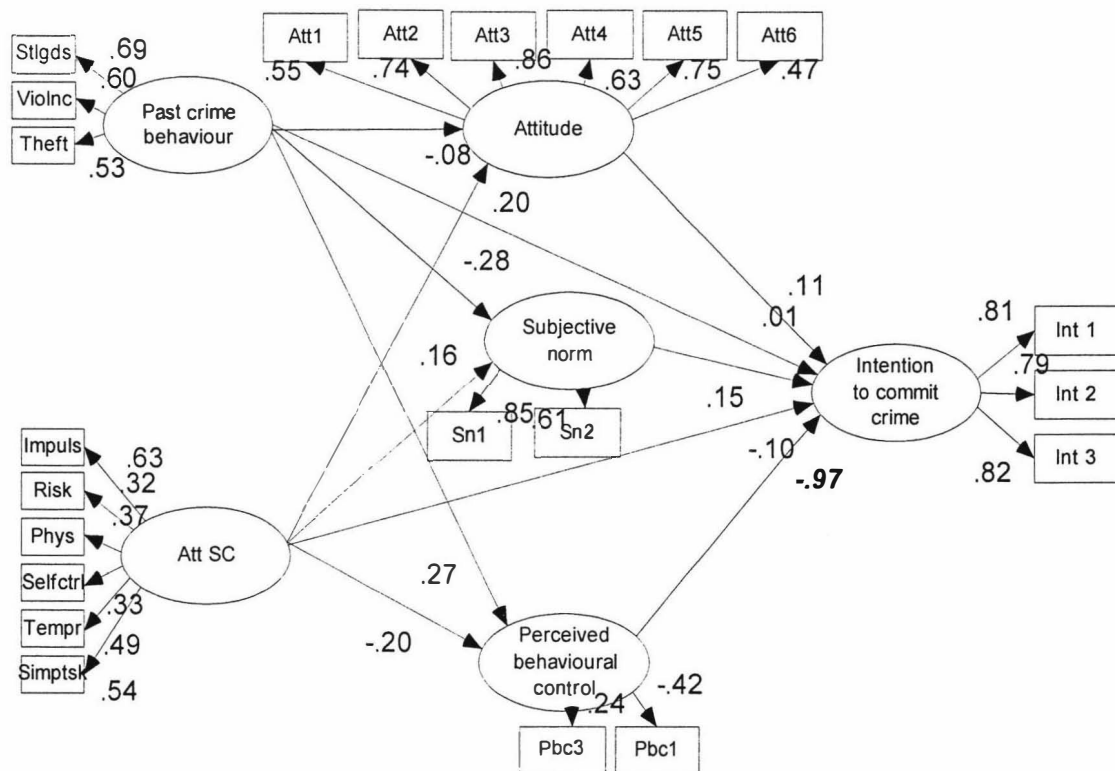 Att1
Att2
Att3
Att4
Att5
Att6
Stlgds
.69
.55
.74
.86
.63
.75
.47
Violnc
.60
Theft
.53
Past crime
behaviour
Attitude
-.08
.20
-.28
.11
.01
Subjective
norm
.16
.85
.61
Sn1
Sn2
.15
Intention
to commit
crime
.81
Int 1
.79
Int 2
.82
Int 3
-.10
-.97
Impuls
.63
Risk
.32
Phys
.37
Selfctrl
.33
Tempr
.49
Simptsk
.54
Att SC
.27
-.20
Perceived
behavioural
control
.24
-.42
Pbc3
Pbc1